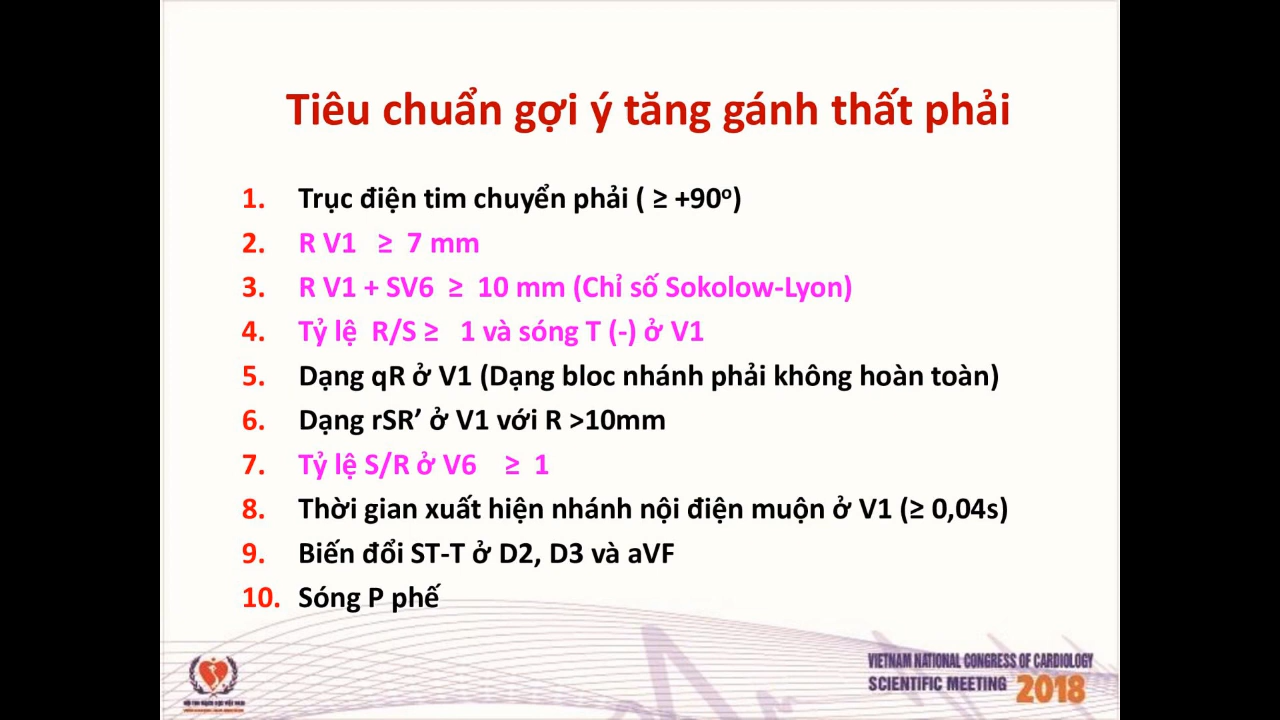 Tiêu chuẩn gợi ý tăng gánh thất phải
1. Trục điện tim chuyển phải ( ≥ +90º)
2. R V1 ≥ 7 mm
3. R V1 + SV6 ≥ 10 mm (Chỉ số Sokolow-Lyon)
4. Tỷ lệ R/S ≥ 1 và sóng T (-) ở V1
5. Dạng qR ở V1 (Dạng bloc nhánh phải không hoàn toàn)
6. Dạng rSR’ ở V1 với R >10mm
7. Tỷ lệ S/R ở V6 ≥ 1
8. Thời gian xuất hiện nhánh nội điện muộn ở V1 (≥ 0,04s)
9. Biến đổi ST-T ở D2, D3 và aVF
10. Sóng P phế
VIETNAM NATIONAL CONGRESS OF CARDIOLOGY
SCIENTIFIC MEETING 2018